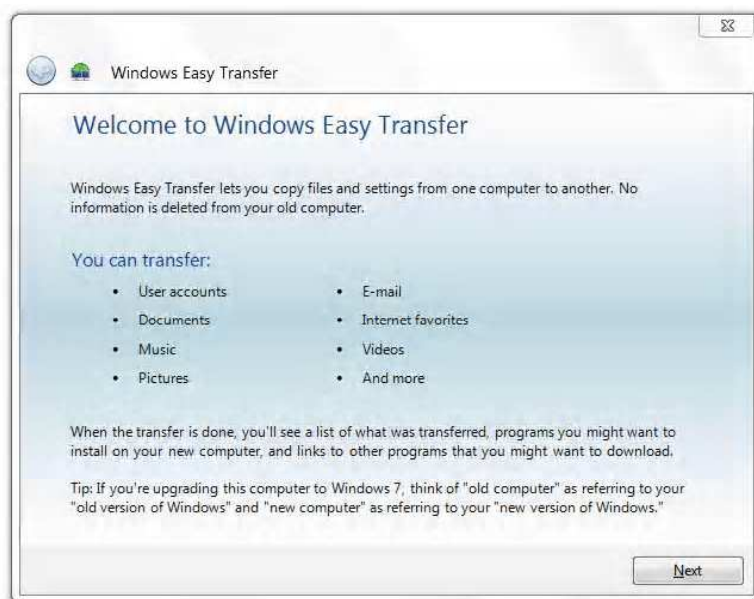 Windows Easy Transfer
Welcome to Windows Easy Transfer
Windows Easy Transfer lets you copy files and settings from one computer to another. No
information is deleted from your old computer.
You can transfer:
• User accounts
• E-mail
• Documents
• Internet favorites
• Music
• Videos
• Pictures
• And more
When the transfer is done, you'll see a list of what was transferred, programs you might want to
install on your new computer, and links to other programs that you might want to download.
Tip: If you're upgrading this computer to Windows 7, think of "old computer" as referring to your
"old version of Windows" and "new computer" as referring to your "new version of Windows."
Next